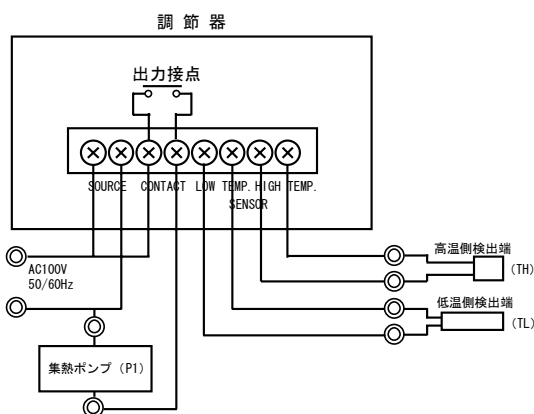 調 節 器
出力接点
SOURCE CONTACT LOW TEMP. HIGH TEMP.
SENSOR
AC100V
50/60Hz
高温側検出端
(TH)
低温側検出端
(TL)
集熱ポンプ (P1)